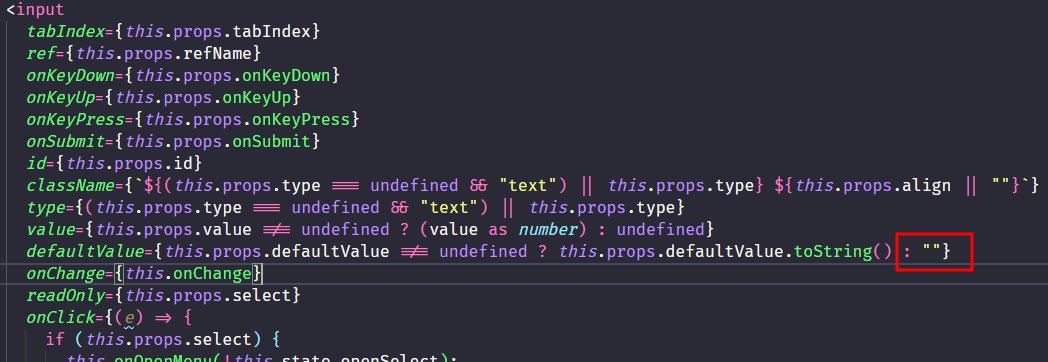 <input
tabIndex={this.props.tabIndex}
ref={this.props.refName}
onKeyDown={this.props.onKeyDown}
onKeyUp={this.props.onKeyUp}
onKeyPress={this.props.onKeyPress}
onSubmit={this.props.onSubmit}
id={this.props.id}
className={`${(this.props.type === undefined && "text") || this.props.type} ${this.props.align || ""}`}
type={(this.props.type === undefined && "text") || this.props.type}
value={this.props.value !== undefined ? (value as number) : undefined}
defaultValue={this.props.defaultValue !== undefined ? this.props.defaultValue.toString() : ""}
onChange={this.onChange}
readOnly={this.props.select}
onClick={(e) => {
if (this.props.select) {
this.onOpenMenu(!this.state.openSelect);